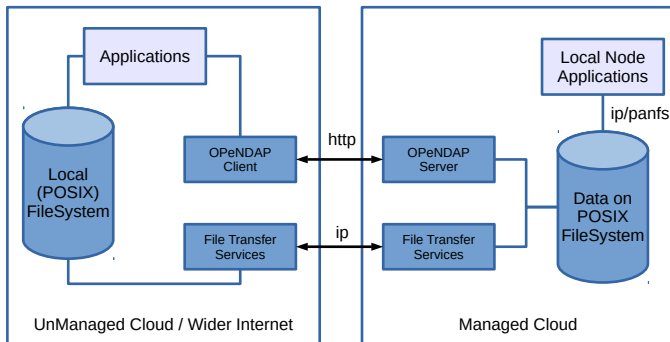 Applications
Local
(POSIX)
FileSystem
OPeNDAP
Client
File Transfer
Services
UnManaged Cloud / Wider Internet
http
ip
Local Node
Applications
ip/panfs
OPeNDAP
Server
File Transfer
Services
Data on
POSIX
FileSystem
Managed Cloud